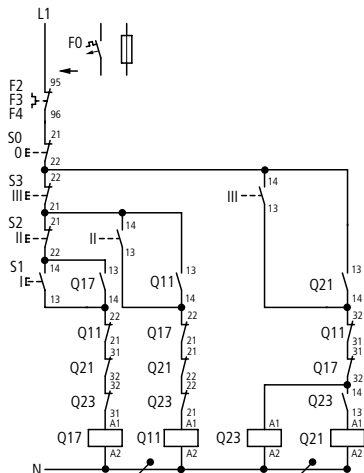 L1
F0
F2 95
F3
F4 96
S0 21
0 E
22
S3 22
III E
21
14
III
13
S2 21
II E
22
14
II
13
S1 14
I E
13
Q17 13
14
Q11 13
14
Q21 13
14
Q11 22
21
Q17 22
21
Q11 32
31
Q21 31
32
Q21 31
32
Q17 31
32
Q23 32
31
Q23 22
21
Q23 14
13
Q17 A1
A2
Q11 A1
A2
Q23 A1
A2
Q21 A1
A2
N